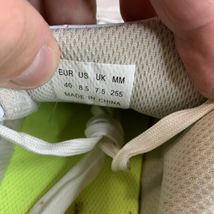 EUR US UK MM
40 8.5 7.5 255
MADE IN CHINA